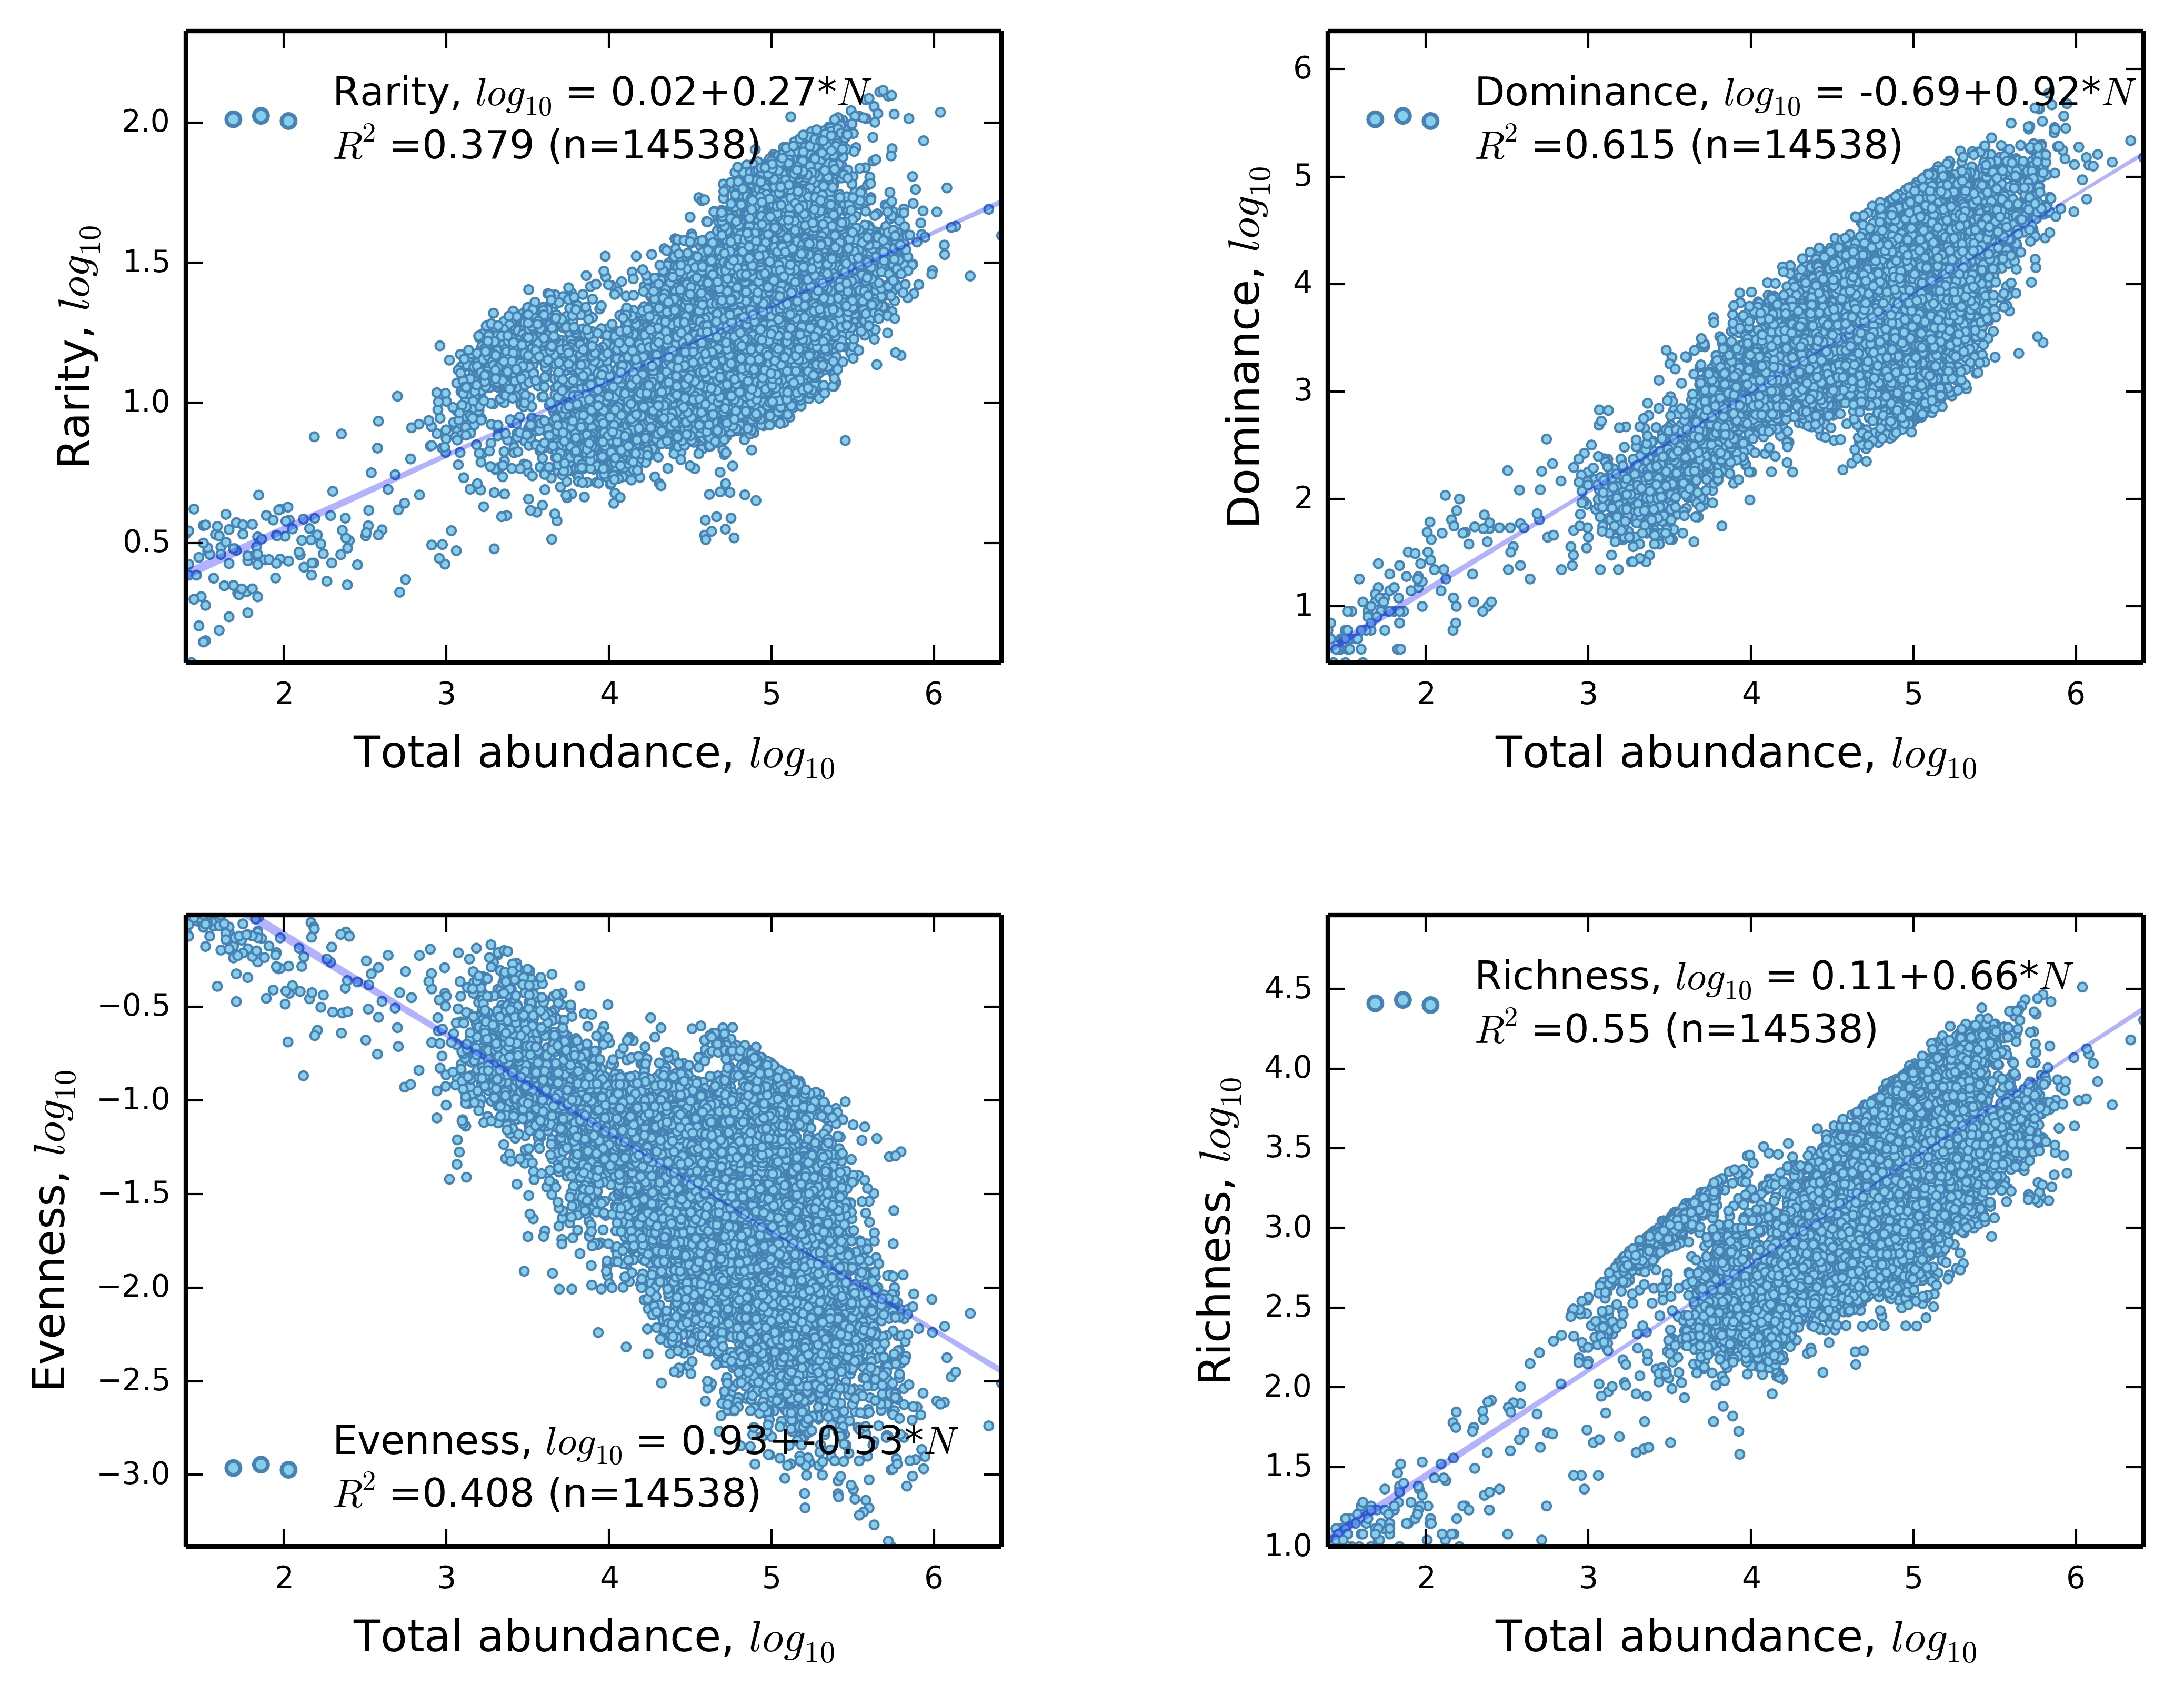 Rarity, log10 = 0.02+0.27*N
R2 =0.379 (n=14538)
2.0
1.5
1.0
0.5
Rarity, log10
2 3 4 5 6
Total abundance, log10
Dominance, log10 = -0.69+0.92*N
R2 =0.615 (n=14538)
6
5
4
3
2
1
Dominance, log10
2 3 4 5 6
Total abundance, log10
−0.5
−1.0
−1.5
−2.0
−2.5
−3.0
Evenness, log10
Evenness, log10 = 0.93+-0.53*N
R2 =0.408 (n=14538)
2 3 4 5 6
Total abundance, log10
Richness, log10 = 0.11+0.66*N
R2 =0.55 (n=14538)
4.5
4.0
3.5
3.0
2.5
2.0
1.5
1.0
Richness, log10
2 3 4 5 6
Total abundance, log10